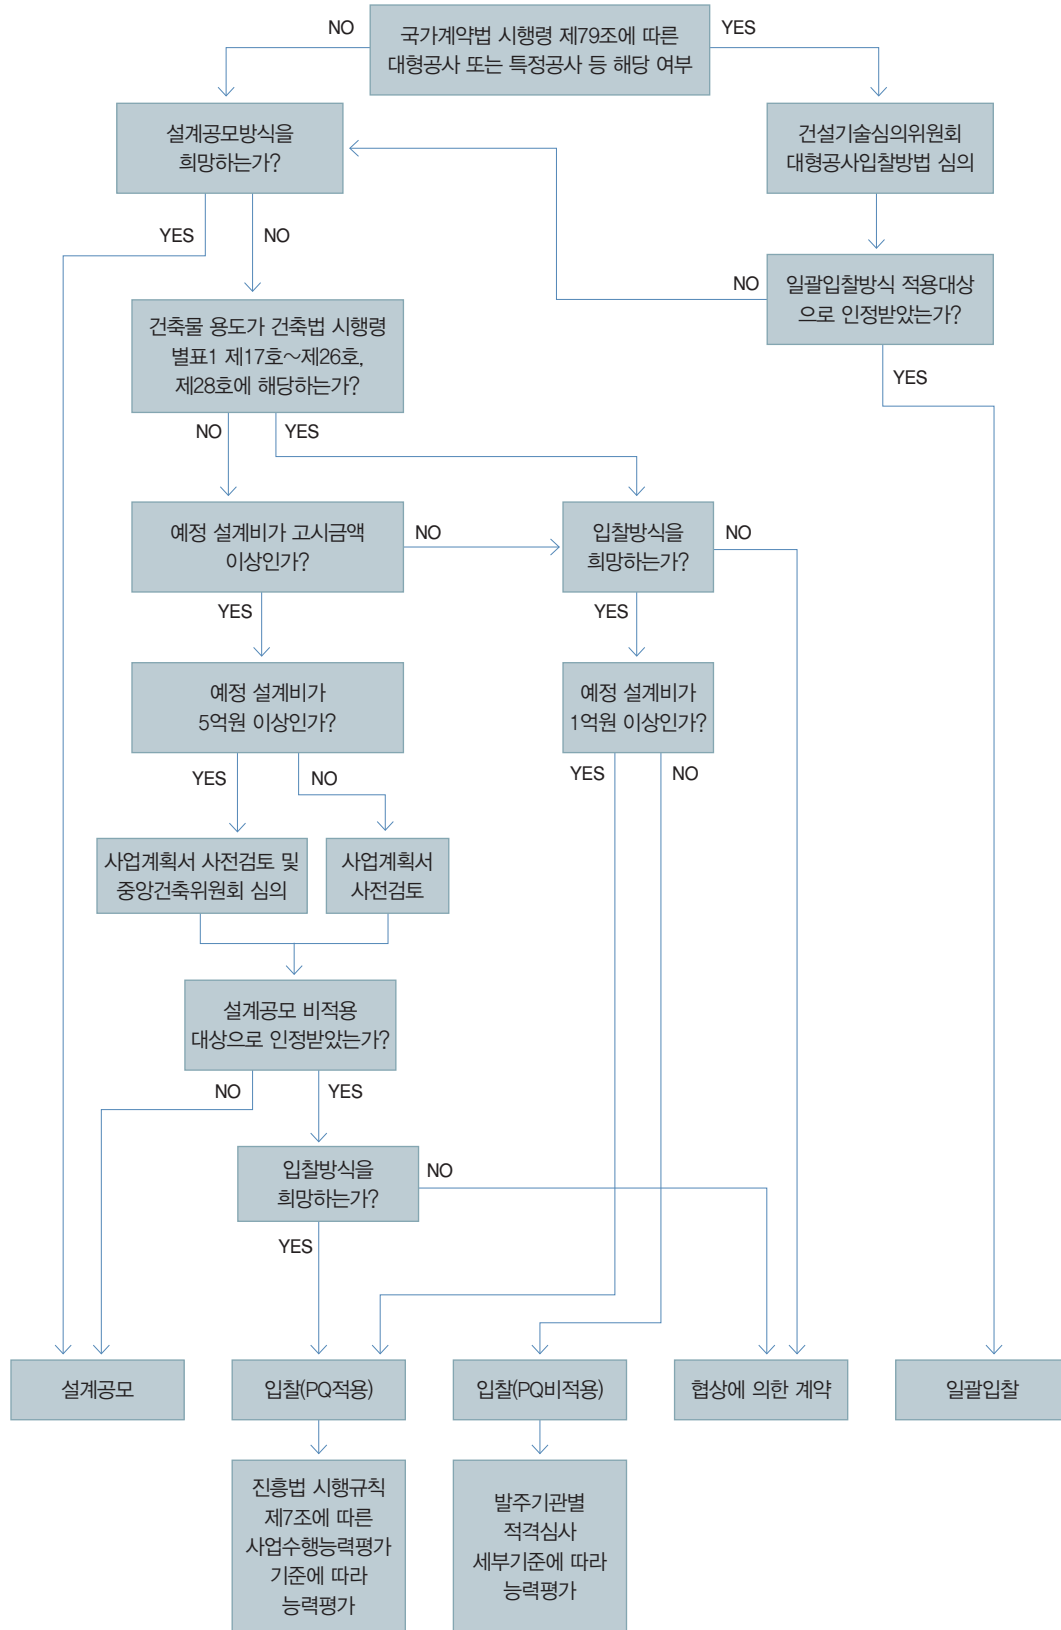 국가계약법 시행령 제79조에 따른
대형공사 또는 특정공사 등 해당 여부
NO
YES
설계공모방식을
희망하는가?
건설기술심의위원회
대형공사입찰방법 심의
YES
NO
NO
일괄입찰방식 적용대상
으로 인정받았는가?
YES
건축물 용도가 건축법 시행령
별표1 제17호~제26호,
제28호에 해당하는가?
NO
YES
예정 설계비가 고시금액
이상인가?
NO
입찰방식을
희망하는가?
NO
YES
YES
예정 설계비가
5억원 이상인가?
예정 설계비가
1억원 이상인가?
YES
NO
YES
NO
사업계획서 사전검토 및
중앙건축위원회 심의
사업계획서
사전검토
설계공모 비적용
대상으로 인정받았는가?
NO
YES
입찰방식을
희망하는가?
NO
YES
설계공모
입찰(PQ적용)
입찰(PQ비적용)
협상에 의한 계약
일괄입찰
진흥법 시행규칙
제7조에 따른
사업수행능력평가
기준에 따라
능력평가
발주기관별
적격심사
세부기준에 따라
능력평가